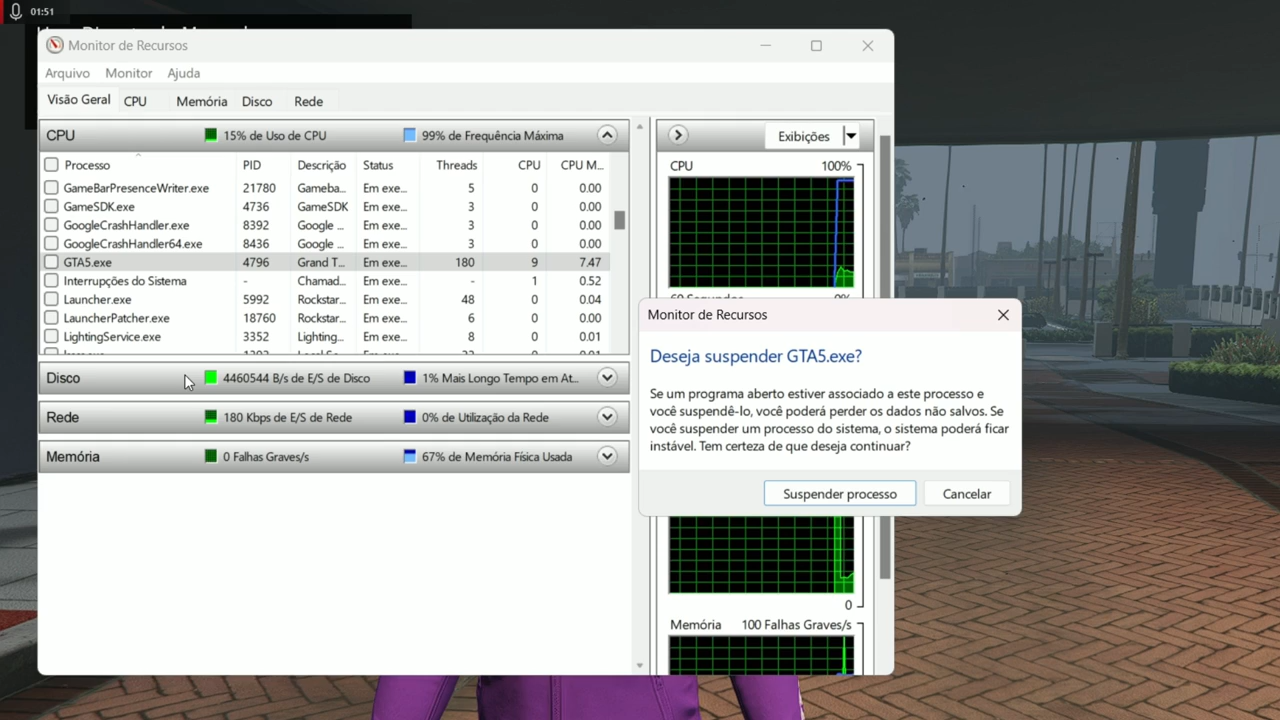 01:51
Monitor de Recursos
Arquivo Monitor Ajuda
Visão Geral CPU Memória Disco Rede
CPU 15% de Uso de CPU 99% de Frequência Máxima
Processo PID Descrição Status Threads CPU CPU M...
GameBarPresenceWriter.exe 21780 Gameba... Em exe... 5 0 0.00
GameSDK.exe 4736 GameSDK Em exe... 3 0 0.00
GoogleCrashHandler.exe 8392 Google ... Em exe... 3 0 0.00
GoogleCrashHandler64.exe 8436 Google ... Em exe... 3 0 0.00
GTA5.exe 4796 Grand T... Em exe... 180 9 7.47
Interrupções do Sistema - Chamad... Em exe... - 1 0.52
Launcher.exe 5992 Rockstar... Em exe... 48 0 0.04
LauncherPatcher.exe 18760 Rockstar... Em exe... 6 0 0.00
LightingService.exe 3352 Lighting... Em exe... 8 0 0.01
Disco 4460544 B/s de E/S de Disco 1% Mais Longo Tempo em At...
Rede 180 Kbps de E/S de Rede 0% de Utilização da Rede
Memória 0 Falhas Graves/s 67% de Memória Física Usada
Exibições
CPU 100%
60 Segundos 0%
Monitor de Recursos
Deseja suspender GTA5.exe?
Se um programa aberto estiver associado a este processo e
você suspendê-lo, você poderá perder os dados não salvos. Se
você suspender um processo do sistema, o sistema poderá ficar
instável. Tem certeza de que deseja continuar?
Suspender processo Cancelar
0
Memória 100 Falhas Graves/s